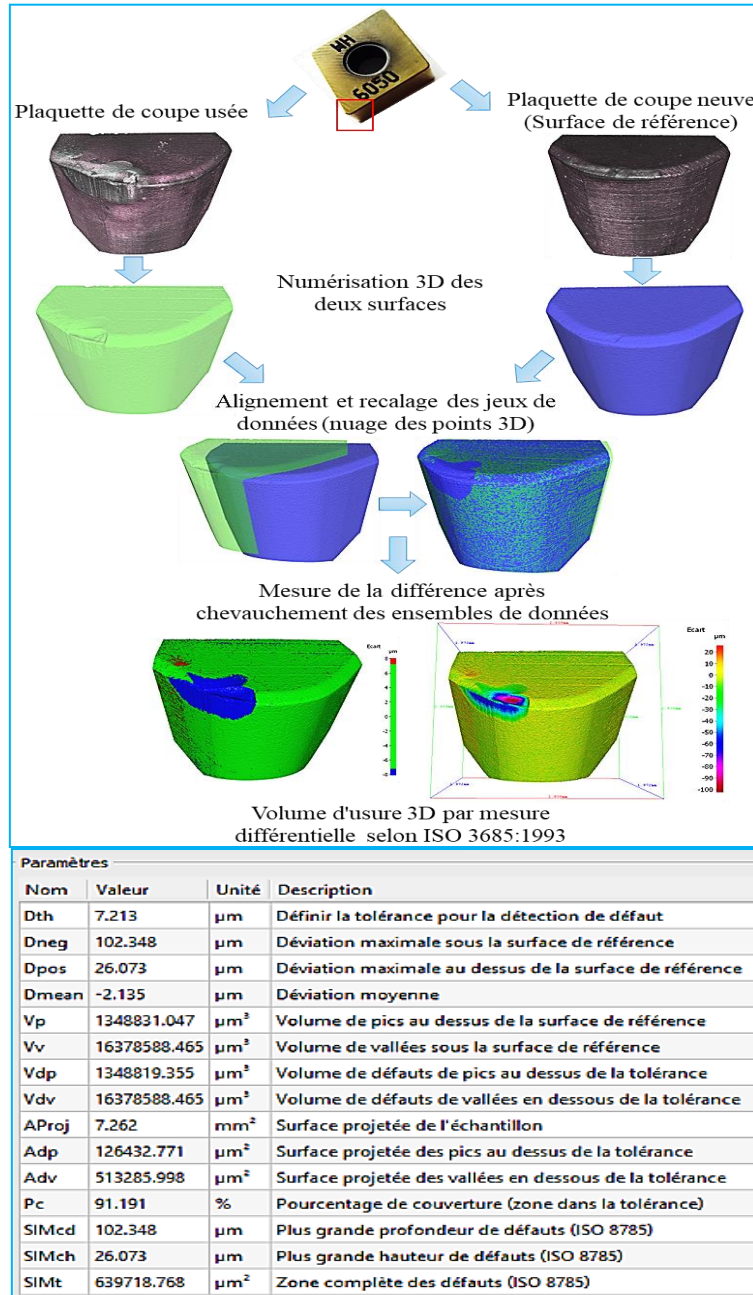 WH
6050
Plaquette de coupe usée
Plaquette de coupe neuve
(Surface de référence)
Numérisation 3D des
deux surfaces
Alignement et recalage des jeux de
données (nuage des points 3D)
Mesure de la différence après
chevauchement des ensembles de données
Ecart
µm
8
6
4
2
0
-2
-4
-6
-8
Ecart
µm
20
10
0
-10
-20
-30
-40
-50
-60
-70
-80
-90
-100
Volume d'usure 3D par mesure
différentielle selon ISO 3685:1993
Paramètres
Nom Valeur Unité Description
Dth 7.213 µm Définir la tolérance pour la détection de défaut
Dneg 102.348 µm Déviation maximale sous la surface de référence
Dpos 26.073 µm Déviation maximale au dessus de la surface de référence
Dmean -2.135 µm Déviation moyenne
Vp 1348831.047 µm³ Volume de pics au dessus de la surface de référence
Vv 16378588.465 µm³ Volume de vallées sous la surface de référence
Vdp 1348819.355 µm³ Volume de défauts de pics au dessus de la tolérance
Vdv 16378588.465 µm³ Volume de défauts de vallées en dessous de la tolérance
AProj 7.262 mm² Surface projetée de l'échantillon
Adp 126432.771 µm² Surface projetée des pics au dessus de la tolérance
Adv 513285.998 µm² Surface projetée des vallées en dessous de la tolérance
Pc 91.191 % Pourcentage de couverture (zone dans la tolérance)
SIMcd 102.348 µm Plus grande profondeur de défauts (ISO 8785)
SIMch 26.073 µm Plus grande hauteur de défauts (ISO 8785)
SIMt 639718.768 µm² Zone complète des défauts (ISO 8785)